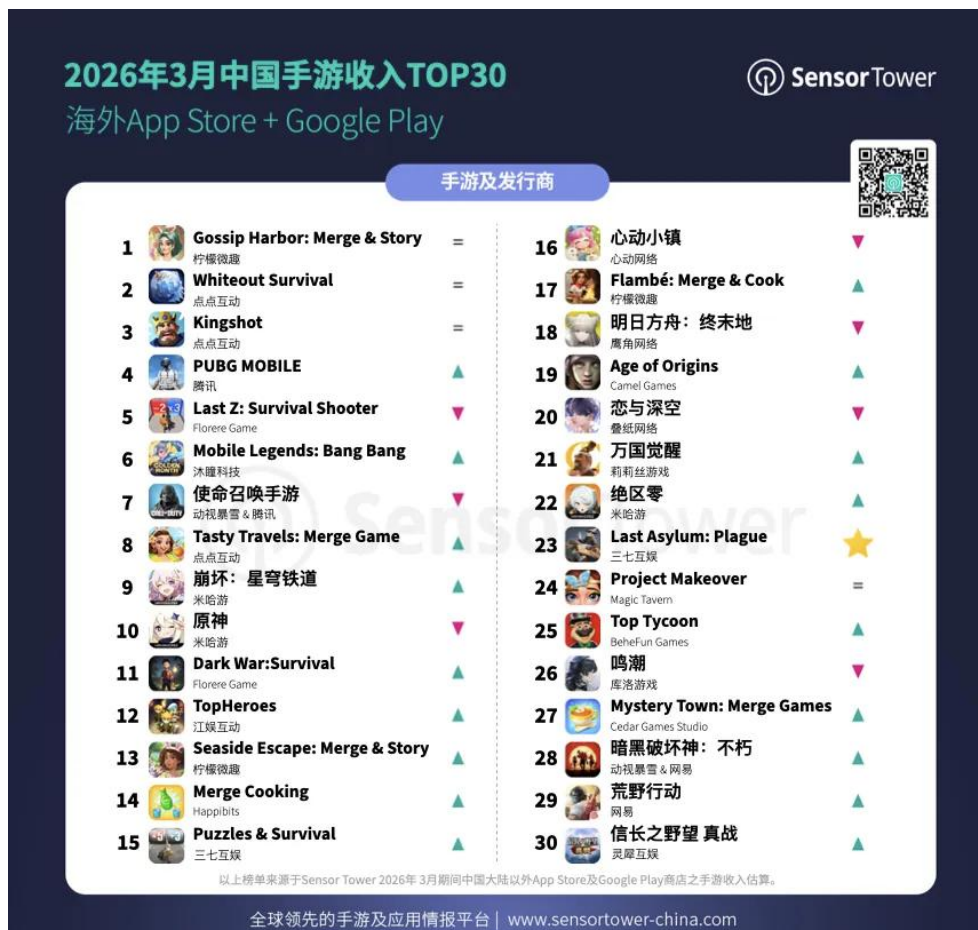 2026年3月中国手游收入TOP30
SensorTower
海外App Store + Google Play
手游及发行商
1 Gossip Harbor: Merge & Story =
柠檬微趣
2 Whiteout Survival =
点点互动
3 Kingshot =
点点互动
4 PUBG MOBILE ▲
腾讯
5 Last Z: Survival Shooter ▼
Florere Game
6 Mobile Legends: Bang Bang ▲
沐瞳科技
7 使命召唤手游 ▼
动视暴雪 & 腾讯
8 Tasty Travels: Merge Game ▲
点点互动
9 崩坏：星穹铁道 ▲
米哈游
10 原神 ▼
米哈游
11 Dark War:Survival ▲
Florere Game
12 TopHeroes ▲
江娱互动
13 Seaside Escape: Merge & Story ▲
柠檬微趣
14 Merge Cooking ▲
Happibits
15 Puzzles & Survival ▲
三七互娱
16 心动小镇 ▼
心动网络
17 Flambé: Merge & Cook ▲
柠檬微趣
18 明日方舟：终末地 ▼
鹰角网络
19 Age of Origins ▲
Camel Games
20 恋与深空 ▼
叠纸网络
21 万国觉醒 ▲
莉莉丝游戏
22 绝区零 ▲
米哈游
23 Last Asylum: Plague
三七互娱
24 Project Makeover =
Magic Tavern
25 Top Tycoon ▲
BeheFun Games
26 鸣潮 ▼
库洛游戏
27 Mystery Town: Merge Games ▲
Cedar Games Studio
28 暗黑破坏神：不朽 ▲
动视暴雪 & 网易
29 荒野行动 ▲
网易
30 信长之野望 真战 ▲
灵犀互娱
SensorTower
以上榜单来源于Sensor Tower 2026年 3月期间中国大陆以外App Store及Google Play商店之手游收入估算。
全球领先的手游及应用情报平台 | www.sensortower-china.com